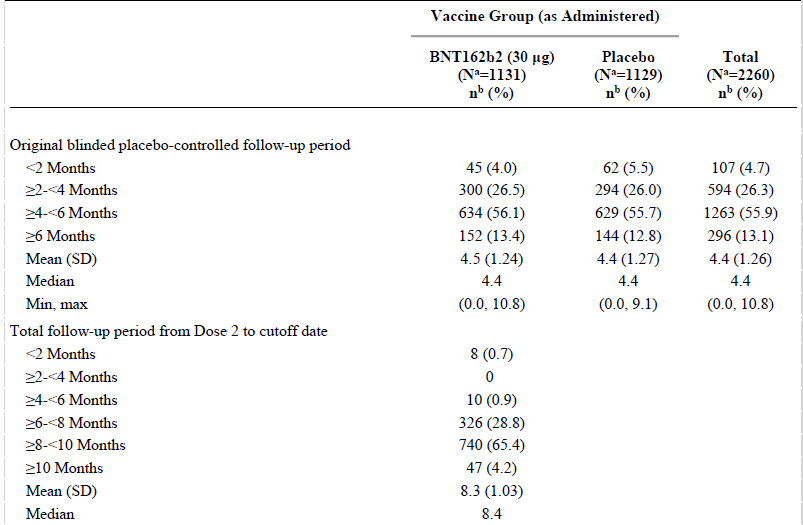 Vaccine Group (as Administered)
BNT162b2 (30 µg) Placebo Total
(Nᵃ=1131) (Nᵃ=1129) (Nᵃ=2260)
nᵇ (%) nᵇ (%) nᵇ (%)
Original blinded placebo-controlled follow-up period
<2 Months 45 (4.0) 62 (5.5) 107 (4.7)
≥2-<4 Months 300 (26.5) 294 (26.0) 594 (26.3)
≥4-<6 Months 634 (56.1) 629 (55.7) 1263 (55.9)
≥6 Months 152 (13.4) 144 (12.8) 296 (13.1)
Mean (SD) 4.5 (1.24) 4.4 (1.27) 4.4 (1.26)
Median 4.4 4.4 4.4
Min, max (0.0, 10.8) (0.0, 9.1) (0.0, 10.8)
Total follow-up period from Dose 2 to cutoff date
<2 Months 8 (0.7)
≥2-<4 Months 0
≥4-<6 Months 10 (0.9)
≥6-<8 Months 326 (28.8)
≥8-<10 Months 740 (65.4)
≥10 Months 47 (4.2)
Mean (SD) 8.3 (1.03)
Median 8.4